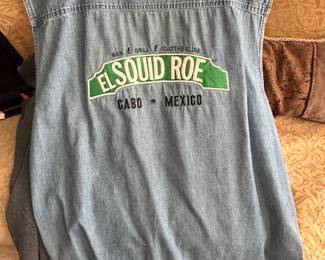 BAR & GRILL & CLOTHESLINE
EL SQUID ROE
CABO - MEXICO